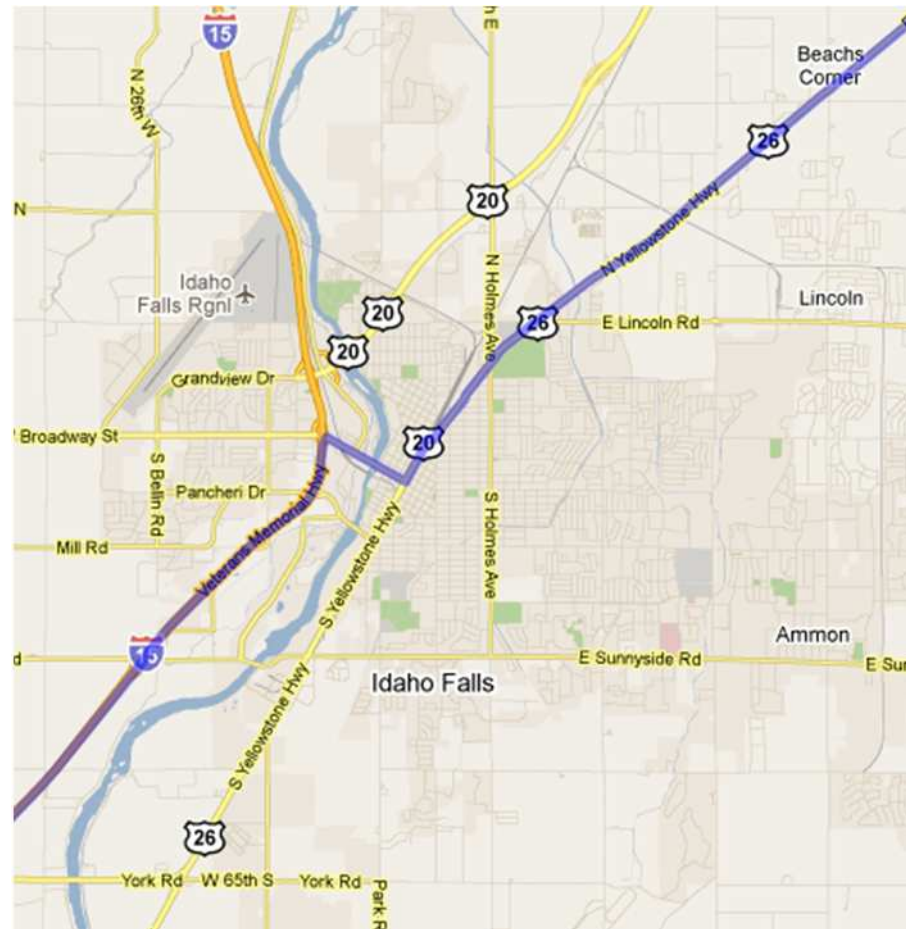 15
th E
N 26th W
Beachs
Corner
26
20
N
N Yellowstone Hwy
N Holmes Ave
Idaho
Falls Rgnl
Lincoln
20
26
E Lincoln Rd
20
Grandview Dr
Broadway St
20
S Bellin Rd
Pancheri Dr
Veterans Memorial Hwy
S Yellowstone Hwy
S Holmes Ave
Mill Rd
15
d
Ammon
E Sunnyside Rd
E Sun
Idaho Falls
S Yellowstone Hwy
26
York Rd
W 65th S
York Rd
Park R